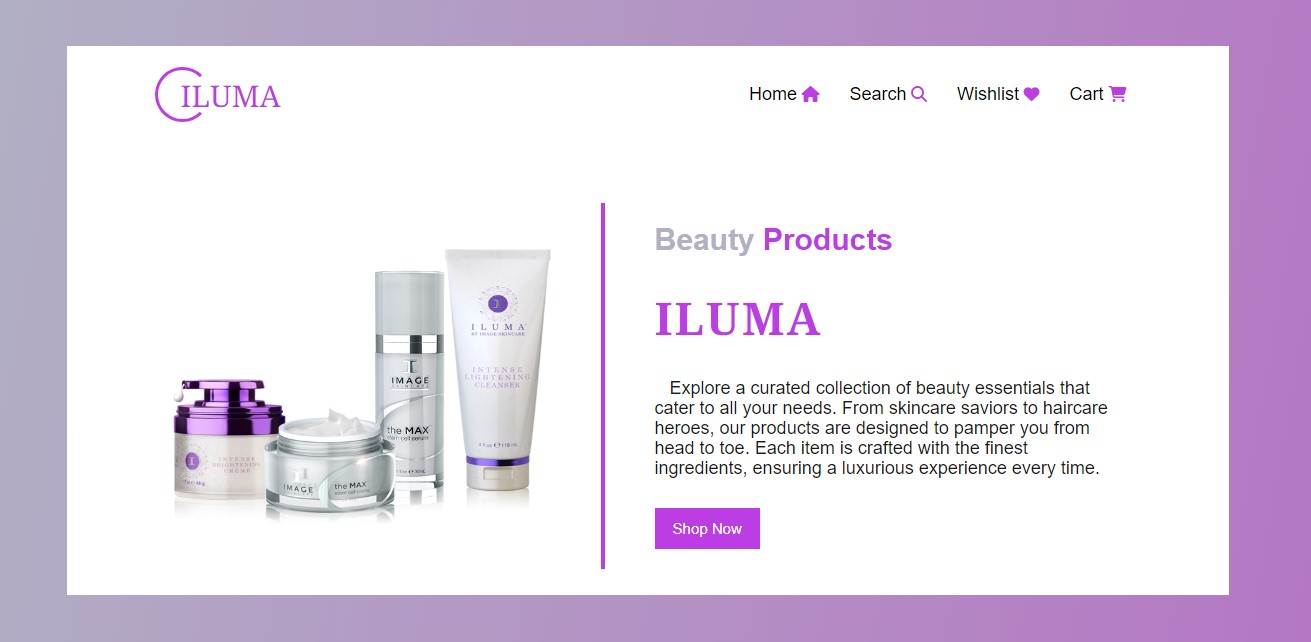 ILUMA
Home
Search
Wishlist
Cart
Beauty Products
ILUMA
Explore a curated collection of beauty essentials that
cater to all your needs. From skincare saviors to haircare
heroes, our products are designed to pamper you from
head to toe. Each item is crafted with the finest
ingredients, ensuring a luxurious experience every time.
Shop Now
ILUMA
BY IMAGE SKINCARE
INTENSE
LIGHTENING
CLEANSER
I
IMAGE
SKINCARE
the MAX
stem cell serum
INTENSE
BRIGHTENING
CRÈME
IMAGE
the MAX
stem cell crème